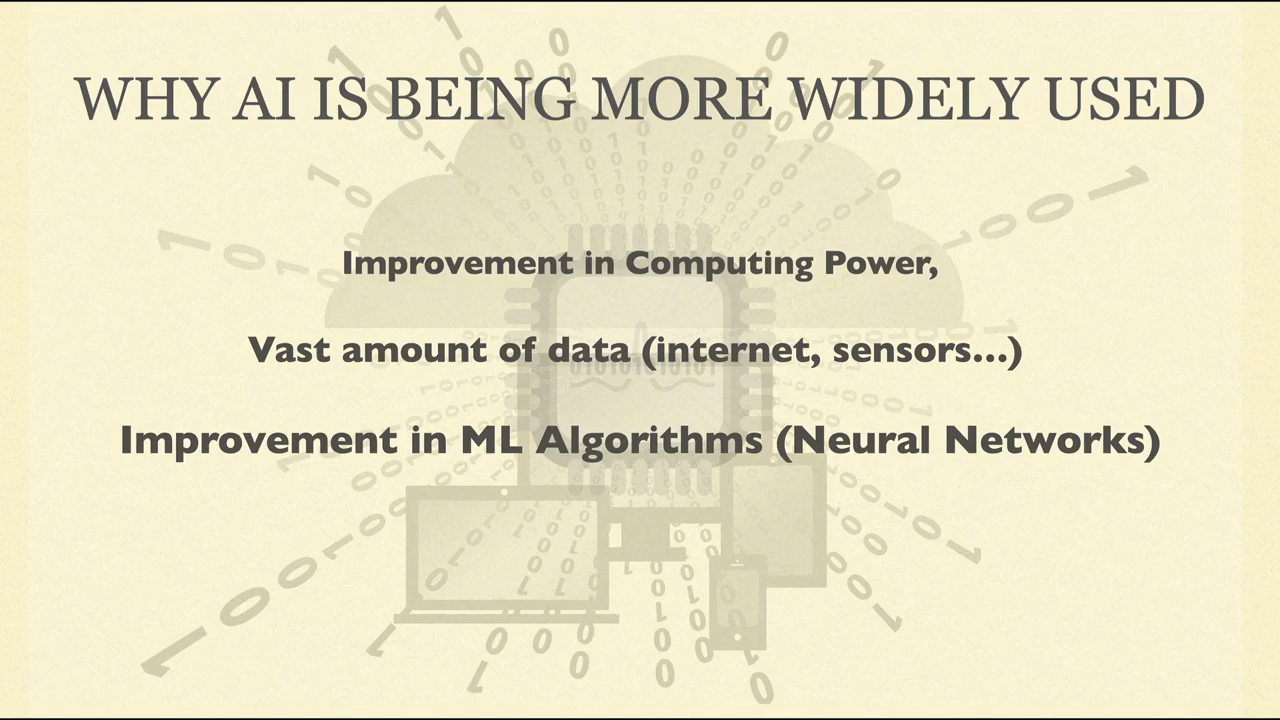 WHY AI IS BEING MORE WIDELY USED
Improvement in Computing Power,
Vast amount of data (internet, sensors...)
Improvement in ML Algorithms (Neural Networks)